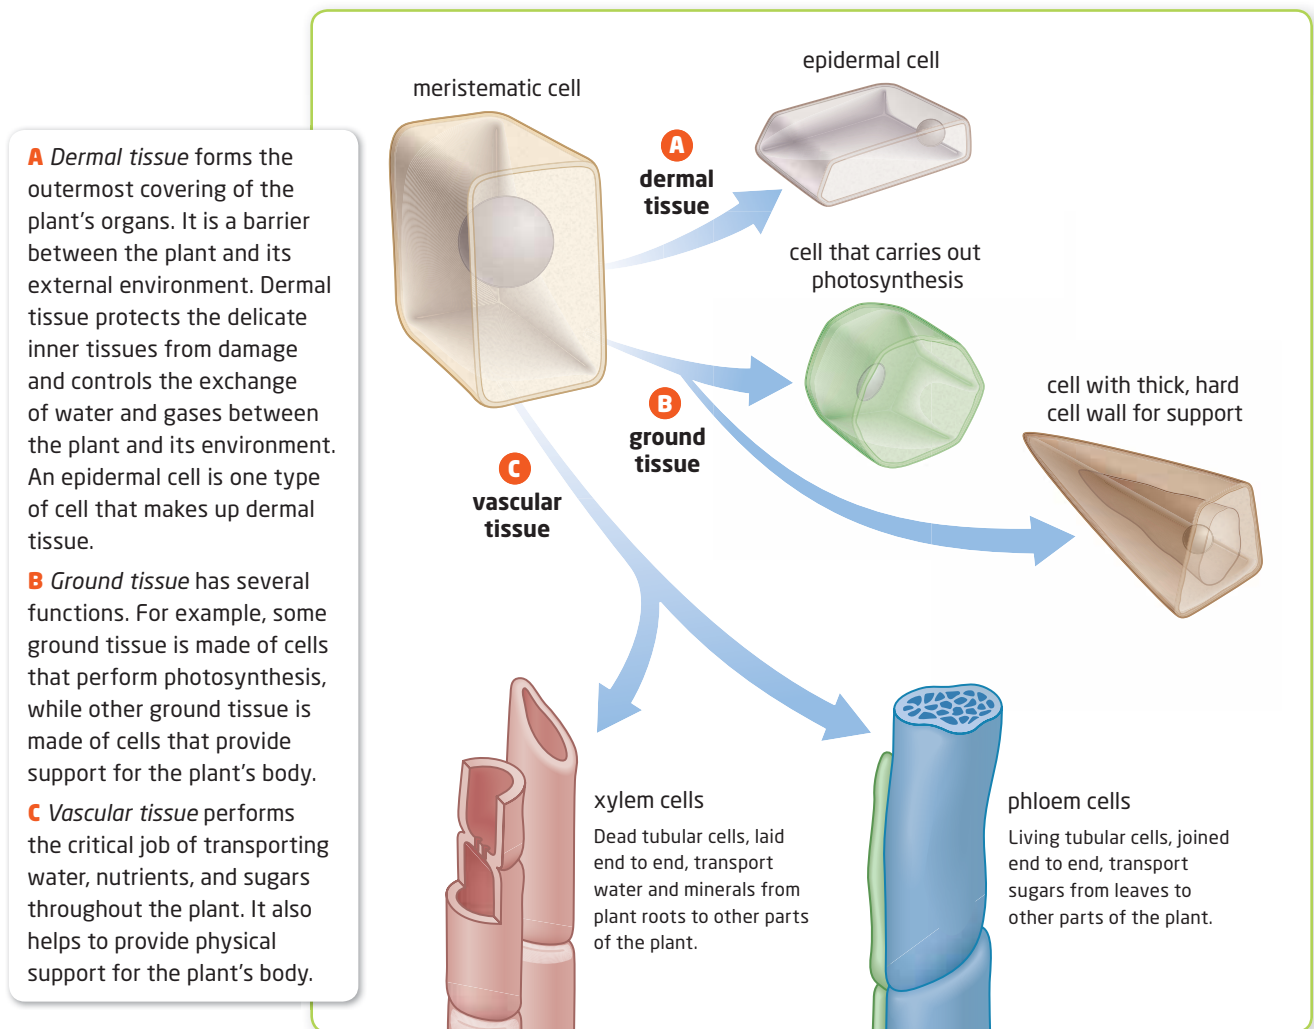 A Dermal tissue forms the
outermost covering of the
plant's organs. It is a barrier
between the plant and its
external environment. Dermal
tissue protects the delicate
inner tissues from damage
and controls the exchange
of water and gases between
the plant and its environment.
An epidermal cell is one type
of cell that makes up dermal
tissue.
B Ground tissue has several
functions. For example, some
ground tissue is made of cells
that perform photosynthesis,
while other ground tissue is
made of cells that provide
support for the plant's body.
C Vascular tissue performs
the critical job of transporting
water, nutrients, and sugars
throughout the plant. It also
helps to provide physical
support for the plant's body.
meristematic cell
epidermal cell
A
dermal
tissue
cell that carries out
photosynthesis
B
ground
tissue
cell with thick, hard
cell wall for support
C
vascular
tissue
xylem cells
Dead tubular cells, laid
end to end, transport
water and minerals from
plant roots to other parts
of the plant.
phloem cells
Living tubular cells, joined
end to end, transport
sugars from leaves to
other parts of the plant.